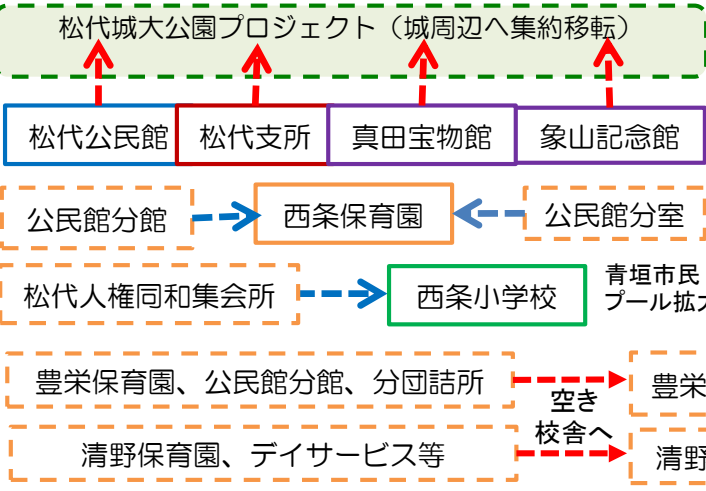 松代城大公園プロジェクト（城周辺へ集約移転）
松代公民館 松代支所 真田宝物館 象山記念館
公民館分館 西条保育園 公民館分室
松代人権同和集会所 西条小学校 青垣市民
プール拡大
豊栄保育園、公民館分館、分団詰所 空き 豊栄
校舎へ
清野保育園、デイサービス等 清野